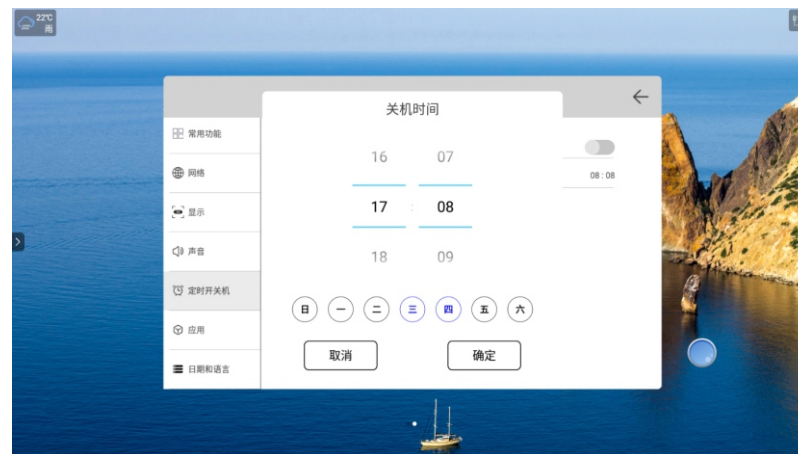 22℃
雨
关机时间
常用功能
16 07
网络
08 : 08
17 : 08
显示
声音
18 09
定时开关机
日 一 二 三 四 五 六
应用
取消 确定
日期和语言